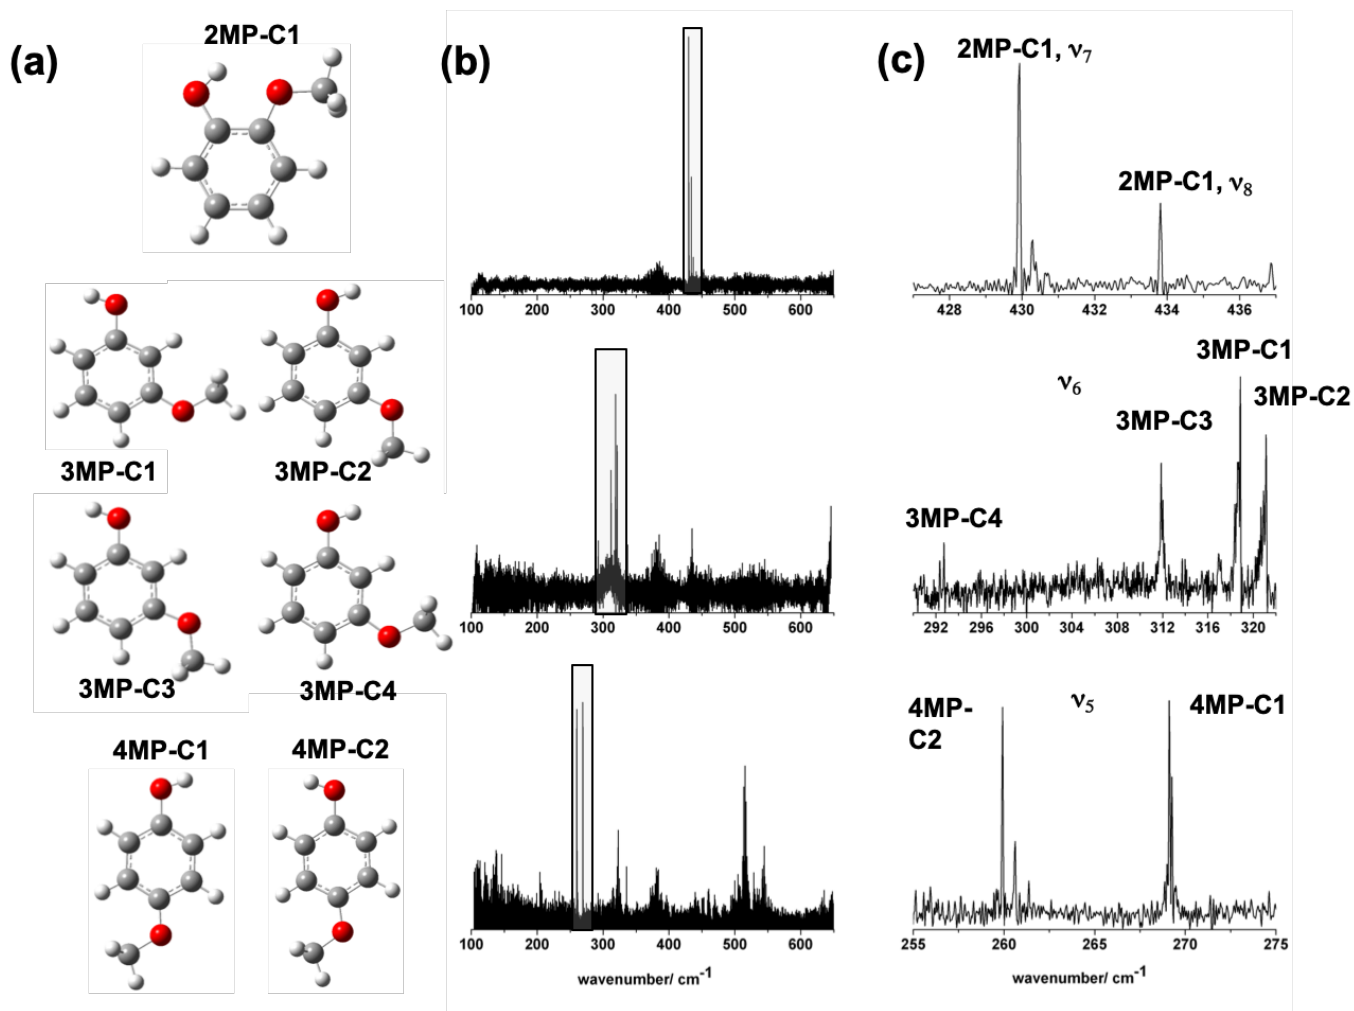 (a)
2MP-C1
3MP-C1
3MP-C2
3MP-C3
3MP-C4
4MP-C1
4MP-C2
(b)
100 200 300 400 500 600
100 200 300 400 500 600
100 200 300 400 500 600
wavenumber/ cm⁻¹
(c)
2MP-C1, ν₇
2MP-C1, ν₈
428 430 432 434 436
3MP-C1
ν₆
3MP-C2
3MP-C3
3MP-C4
292 296 300 304 308 312 316 320
4MP-
C2
ν₅
4MP-C1
255 260 265 270 275
wavenumber/ cm⁻¹